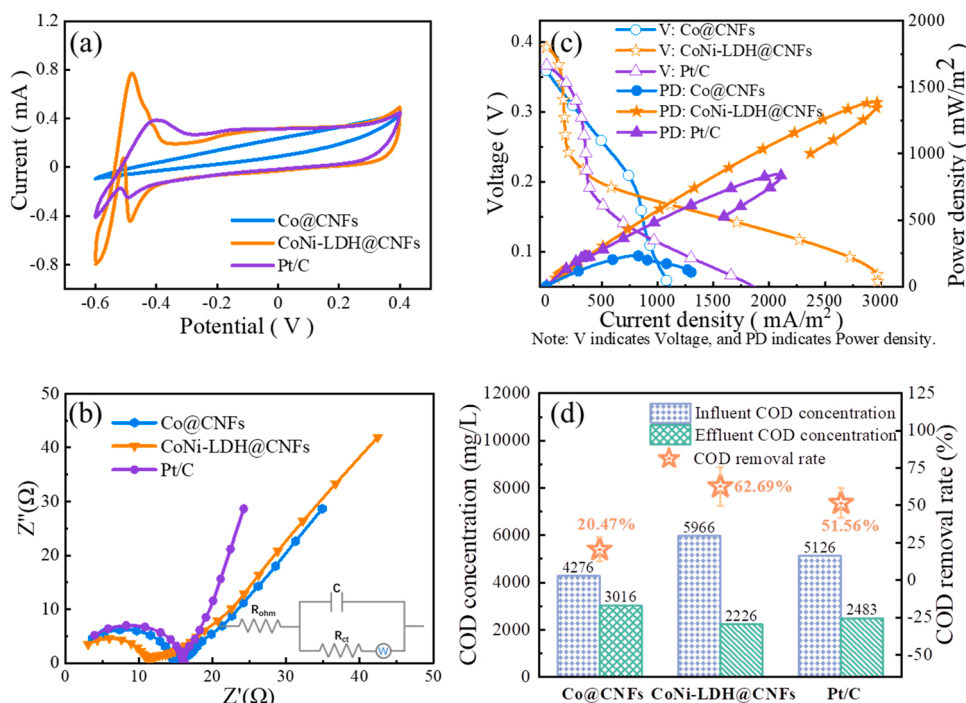 (a)
Current ( mA )
1.2
0.8
0.4
0
-0.4
-0.8
Co@CNFs
CoNi-LDH@CNFs
Pt/C
-0.6
-0.4
-0.2
0
0.2
0.4
Potential ( V )
(c)
Voltage ( V )
0.4
0.3
0.2
0.1
V: Co@CNFs
V: CoNi-LDH@CNFs
V: Pt/C
PD: Co@CNFs
PD: CoNi-LDH@CNFs
PD: Pt/C
2000
1500
1000
500
0
Power density ( mW/m²)
0
500
1000
1500
2000
2500
3000
Current density ( mA/m²)
Note: V indicates Voltage, and PD indicates Power density.
(b)
Z''(Ω)
50
40
30
20
10
0
Co@CNFs
CoNi-LDH@CNFs
Pt/C
C
Rohm
Rct
W
0
10
20
30
40
50
Z'(Ω)
(d)
COD concentration (mg/L)
12000
10000
8000
6000
4000
2000
0
Influent COD concentration
Effluent COD concentration
COD removal rate
20.47%
62.69%
51.56%
4276
3016
5966
2226
5126
2483
125
100
75
50
25
0
-25
-50
COD removal rate (%)
Co@CNFs
CoNi-LDH@CNFs
Pt/C